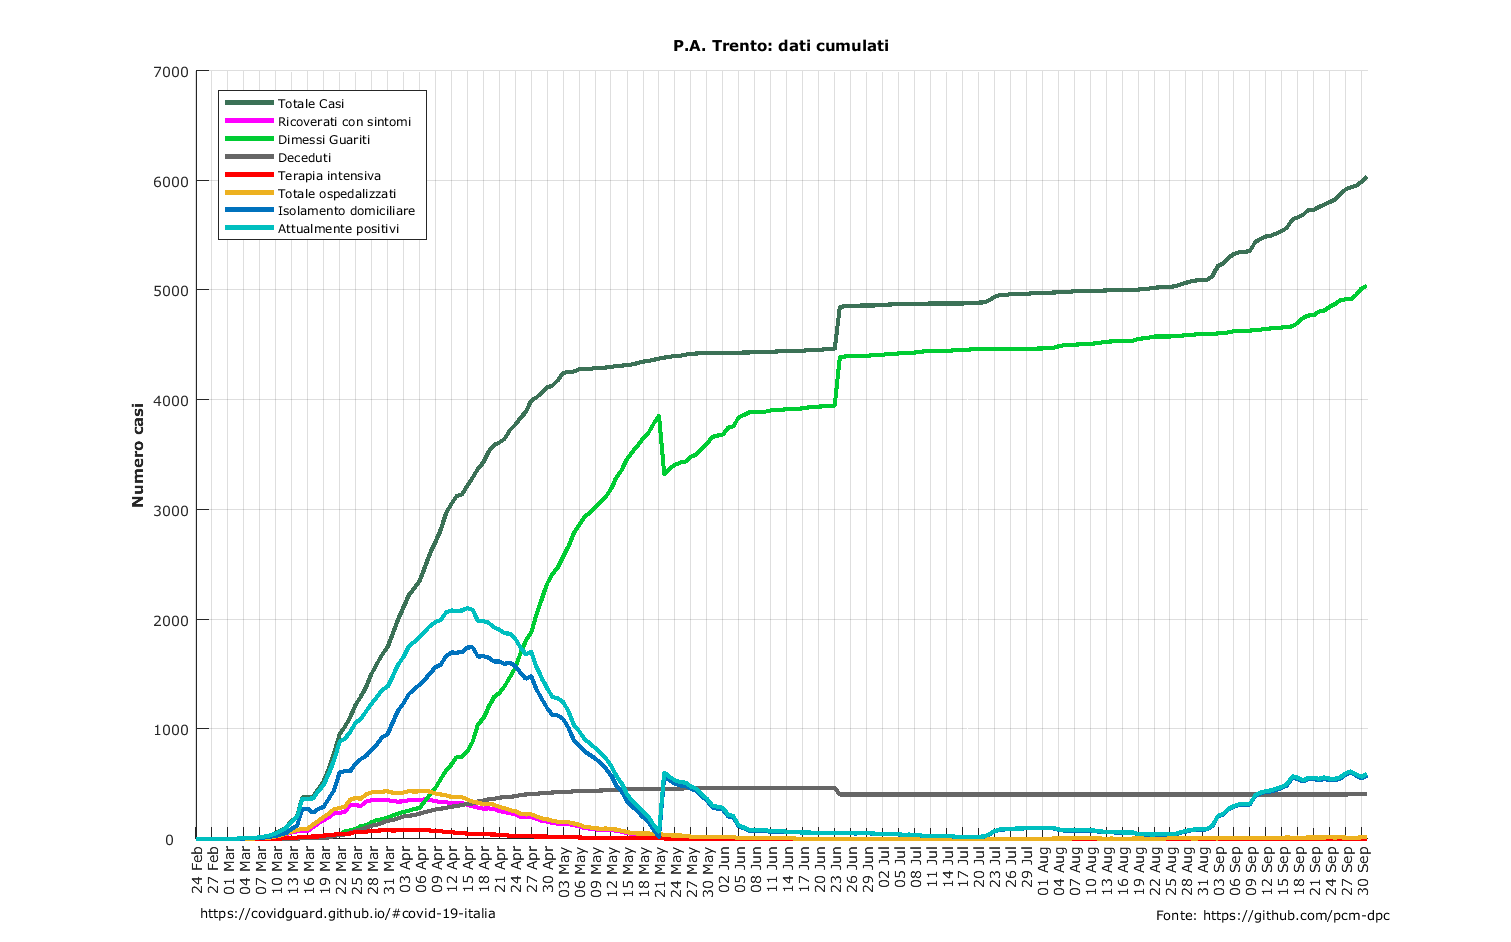 P.A. Trento: dati cumulati
7000
6000
5000
4000
3000
2000
1000
0
Numero casi
Totale Casi
Ricoverati con sintomi
Dimessi Guariti
Deceduti
Terapia intensiva
Totale ospedalizzati
Isolamento domiciliare
Attualmente positivi
24 Feb
27 Feb
01 Mar
04 Mar
07 Mar
10 Mar
13 Mar
16 Mar
19 Mar
22 Mar
25 Mar
28 Mar
31 Mar
03 Apr
06 Apr
09 Apr
12 Apr
15 Apr
18 Apr
21 Apr
24 Apr
27 Apr
30 Apr
03 May
06 May
09 May
12 May
15 May
18 May
21 May
24 May
27 May
30 May
02 Jun
05 Jun
08 Jun
11 Jun
14 Jun
17 Jun
20 Jun
23 Jun
26 Jun
29 Jun
02 Jul
05 Jul
08 Jul
11 Jul
14 Jul
17 Jul
20 Jul
23 Jul
26 Jul
29 Jul
01 Aug
04 Aug
07 Aug
10 Aug
13 Aug
16 Aug
19 Aug
22 Aug
25 Aug
28 Aug
31 Aug
03 Sep
06 Sep
09 Sep
12 Sep
15 Sep
18 Sep
21 Sep
24 Sep
27 Sep
30 Sep
https://covidguard.github.io/#covid-19-italia
Fonte: https://github.com/pcm-dpc